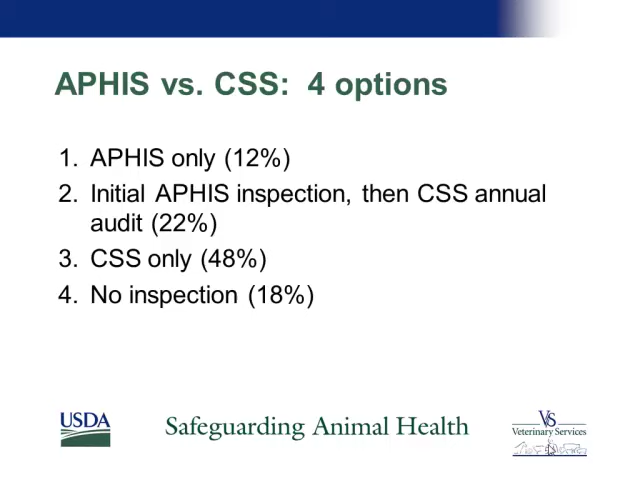 APHIS vs. CSS: 4 options
1. APHIS only (12%)
2. Initial APHIS inspection, then CSS annual
audit (22%)
3. CSS only (48%)
4. No inspection (18%)
USDA
Safeguarding Animal Health
VS
Veterinary Services